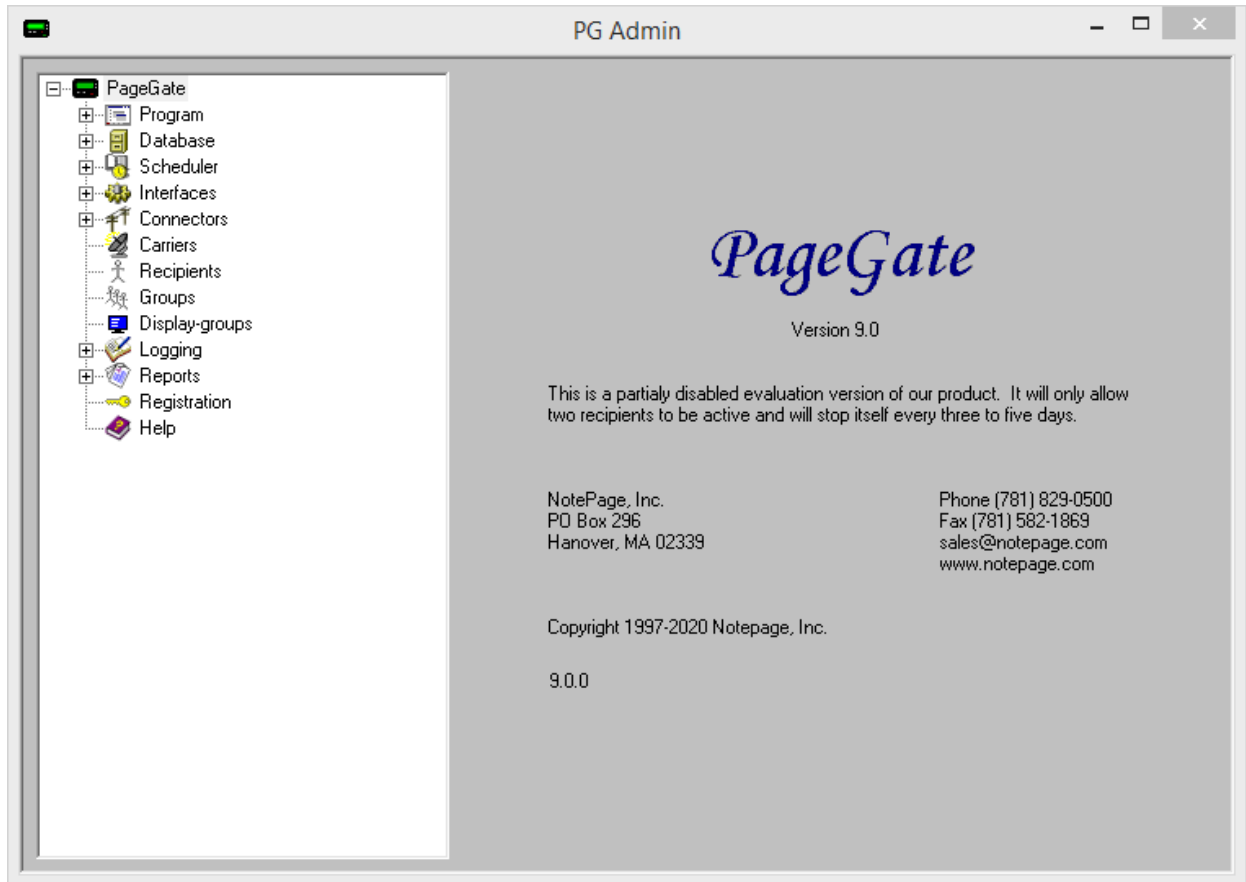 PG Admin
PageGate
Program
Database
Scheduler
Interfaces
Connectors
Carriers
Recipients
Groups
Display-groups
Logging
Reports
Registration
Help
PageGate
Version 9.0
This is a partialy disabled evaluation version of our product. It will only allow
two recipients to be active and will stop itself every three to five days.
NotePage, Inc.
PO Box 296
Hanover, MA 02339
Phone (781) 829-0500
Fax (781) 582-1869
sales@notepage.com
www.notepage.com
Copyright 1997-2020 Notepage, Inc.
9.0.0